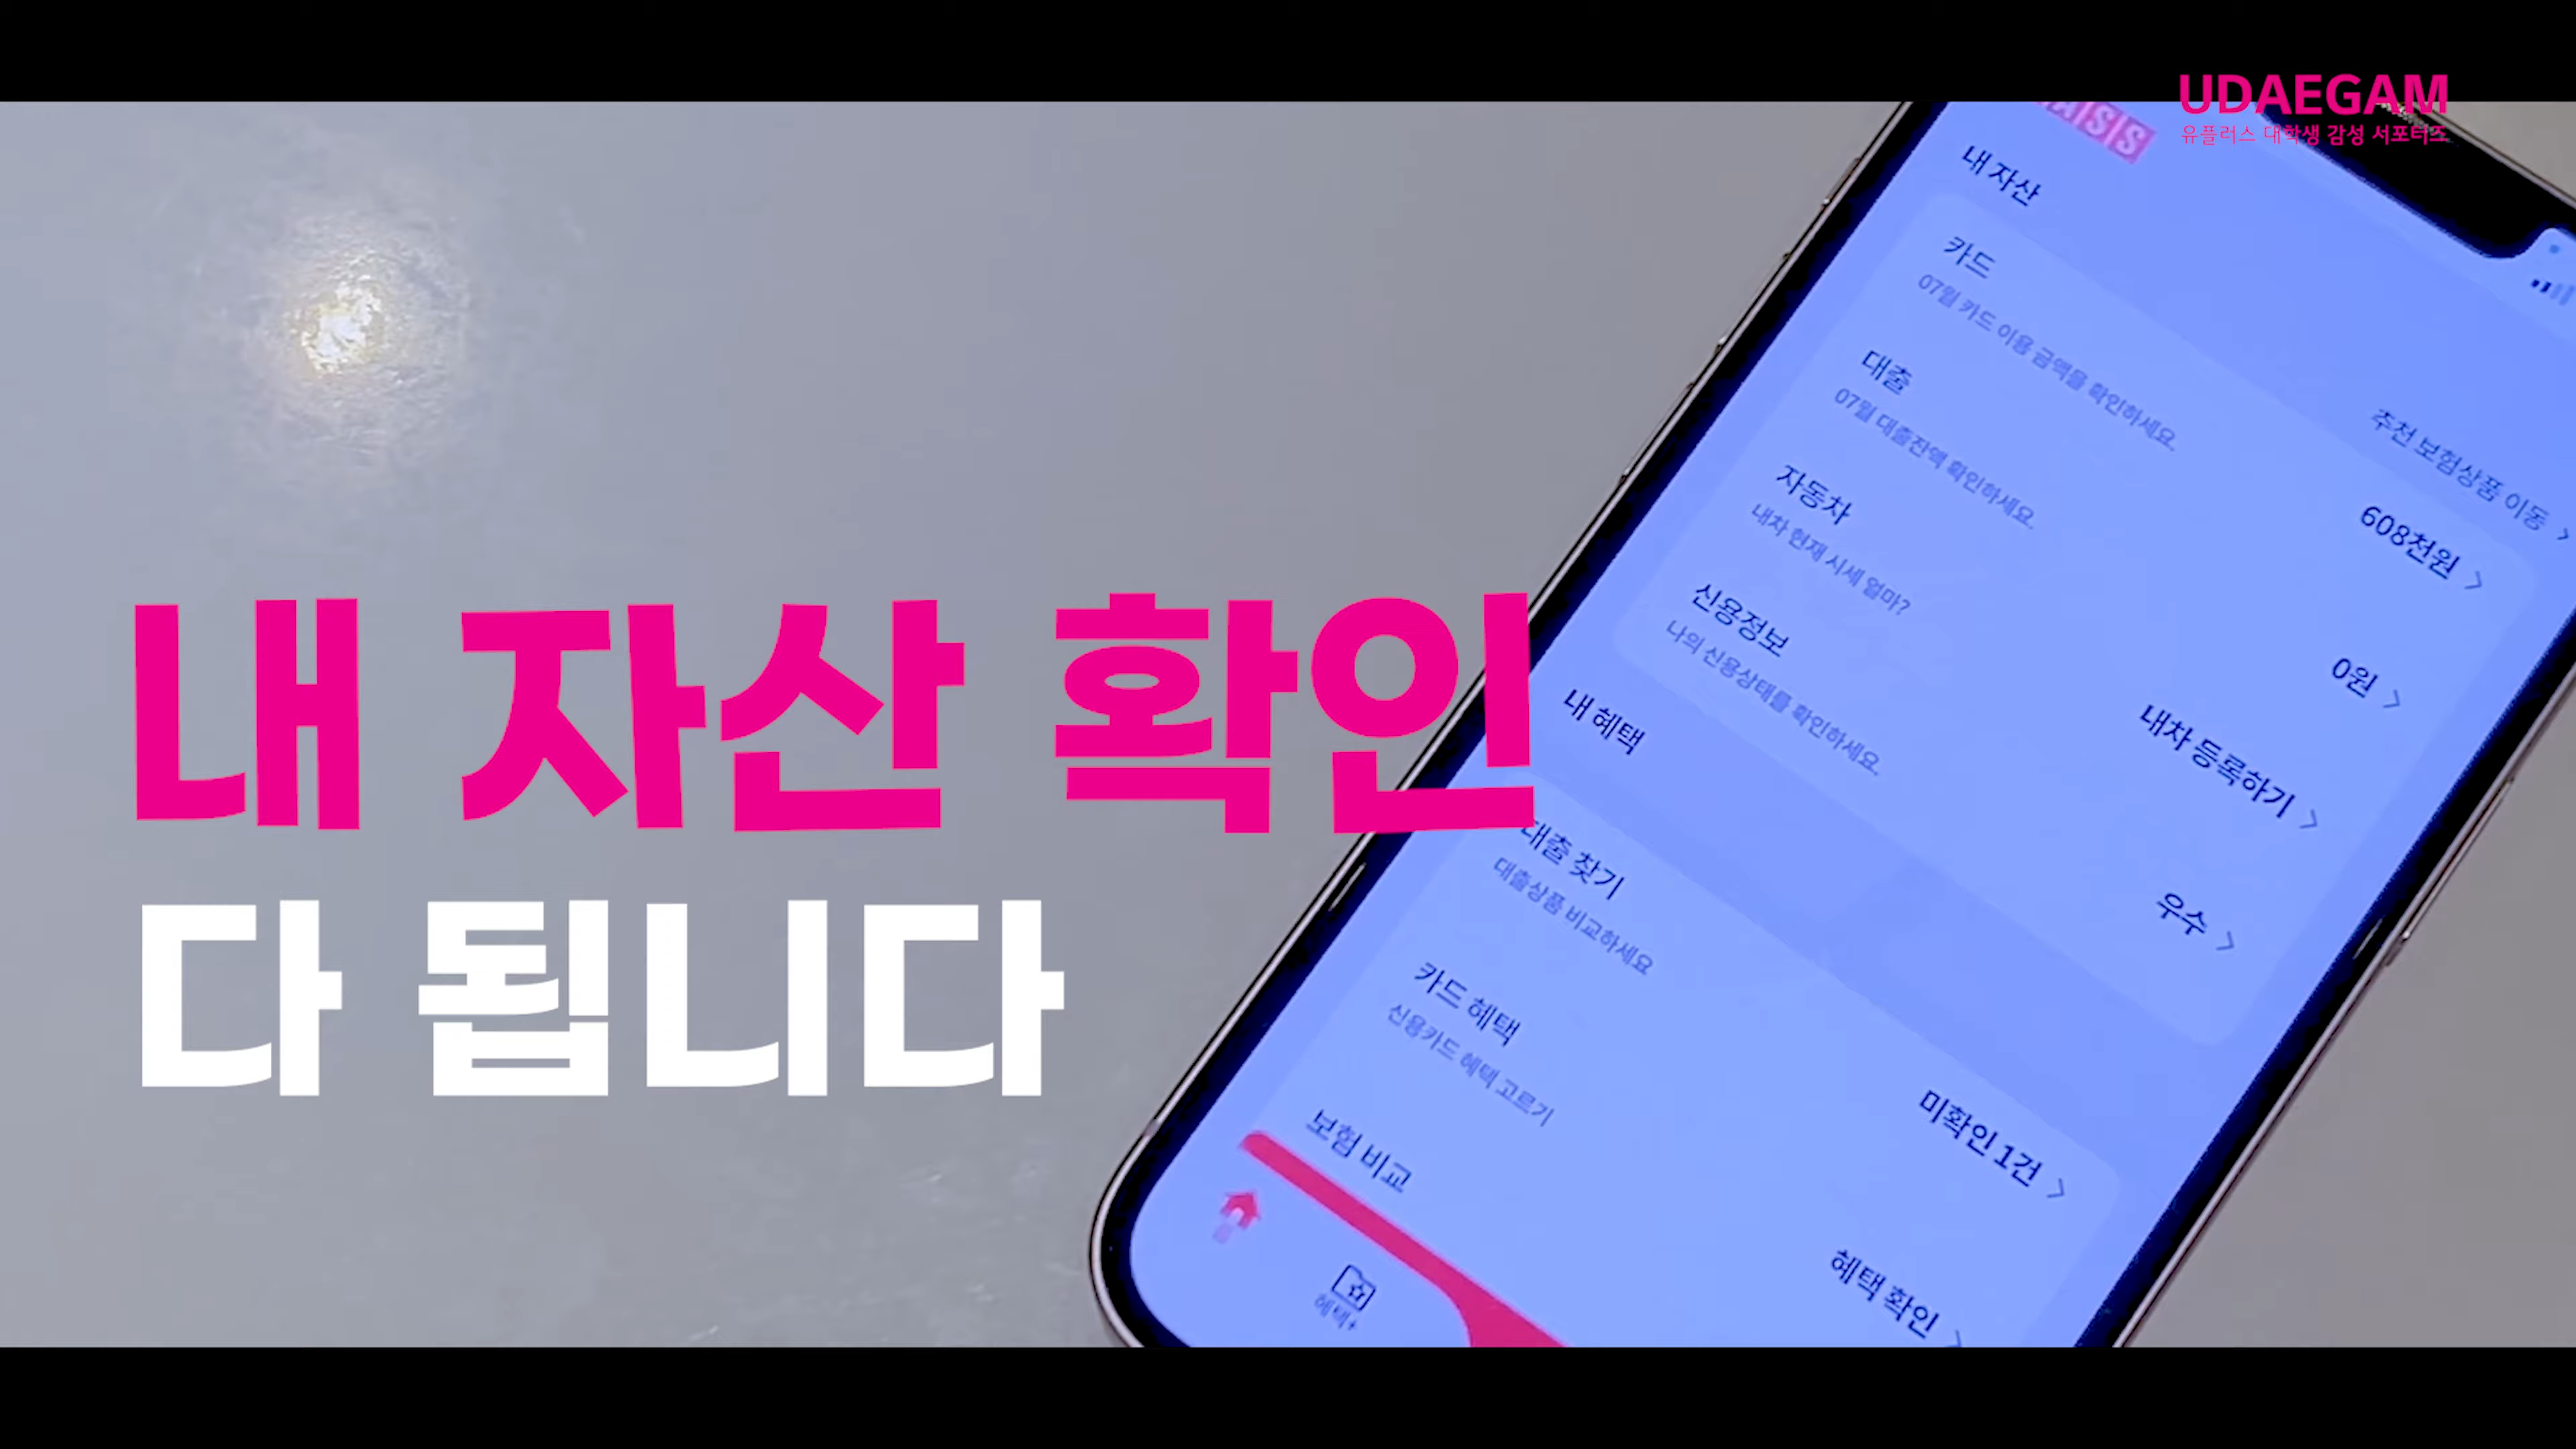 UDAEGAM
유플러스 대학생 감성 서포터즈
내 자산 확인
다 됩니다
내 자산
추천 보험상품 이동 >
카드
07월 카드 이용 금액을 확인하세요.
608천원 >
대출
07월 대출잔액 확인하세요.
0원 >
자동차
내차 현재 시세 얼마?
내차 등록하기 >
신용정보
나의 신용상태를 확인하세요.
우수 >
내 혜택
대출 찾기
대출상품 비교하세요
미확인 1건 >
카드 혜택
신용카드 혜택 고르기
혜택 확인 >
보험 비교
홈
혜택+